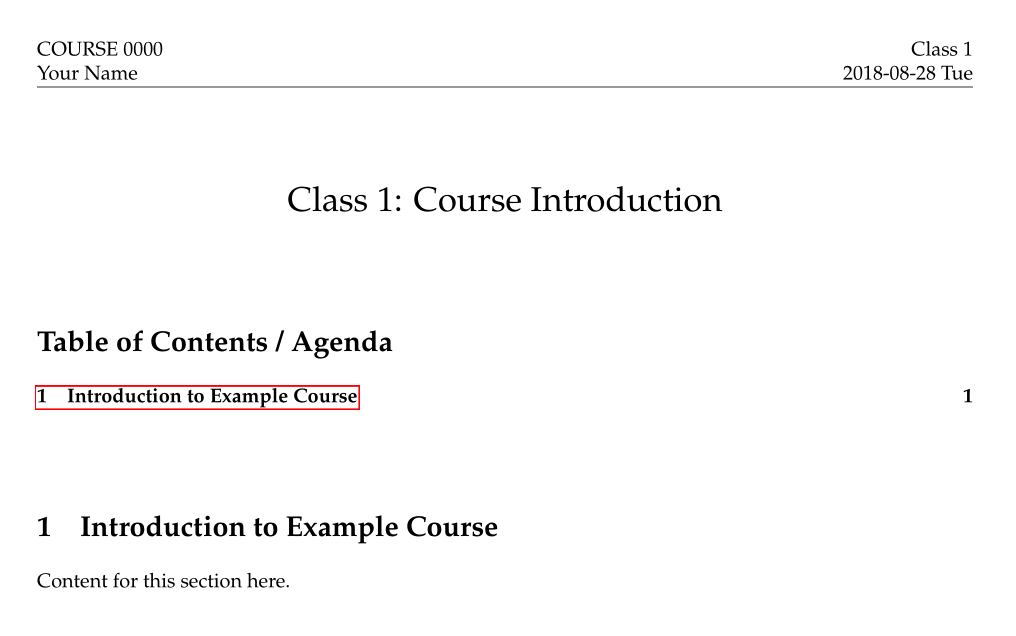 COURSE 0000 Class 1
Your Name 2018-08-28 Tue
Class 1: Course Introduction
Table of Contents / Agenda
1 Introduction to Example Course 1
1 Introduction to Example Course
Content for this section here.